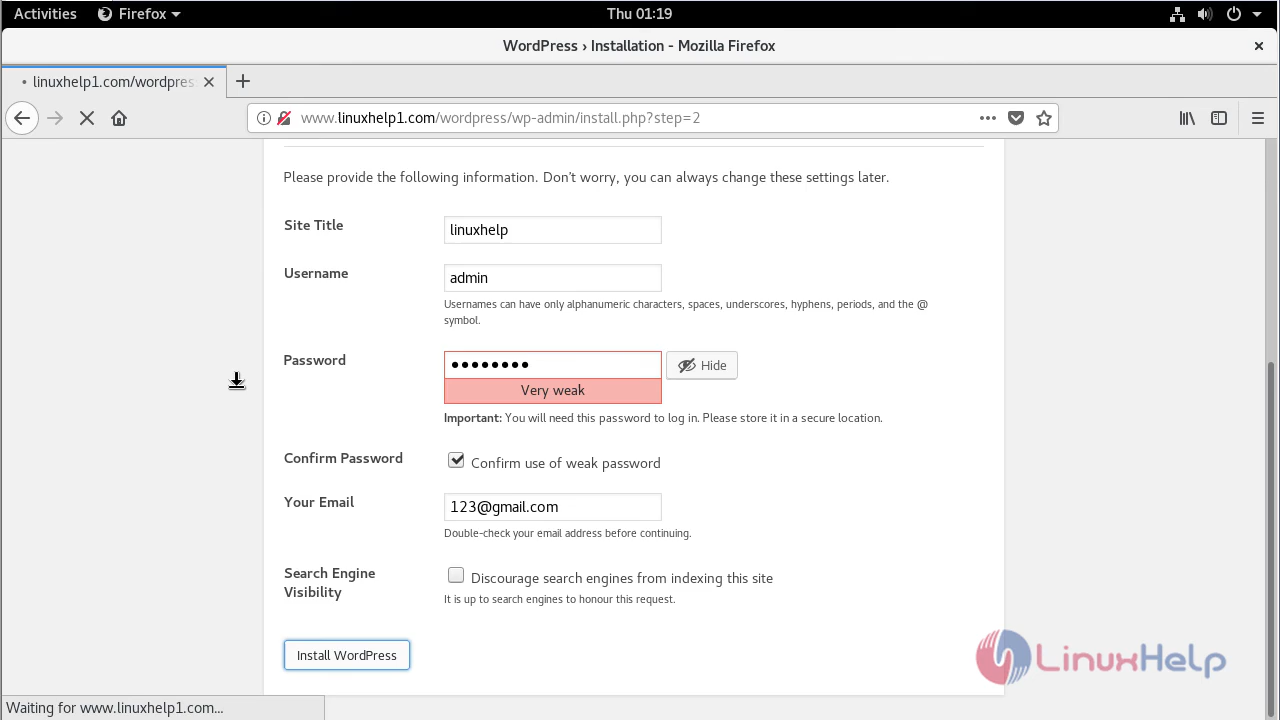 Activities Firefox Thu 01:19
WordPress › Installation - Mozilla Firefox
linuxhelp1.com/wordpres
www.linuxhelp1.com/wordpress/wp-admin/install.php?step=2
Please provide the following information. Don't worry, you can always change these settings later.
Site Title linuxhelp
Username admin
Usernames can have only alphanumeric characters, spaces, underscores, hyphens, periods, and the @
symbol.
Password Hide
Very weak
Important: You will need this password to log in. Please store it in a secure location.
Confirm Password Confirm use of weak password
Your Email 123@gmail.com
Double-check your email address before continuing.
Search Engine
Visibility
Discourage search engines from indexing this site
It is up to search engines to honour this request.
Install WordPress
LinuxHelp
Waiting for www.linuxhelp1.com...